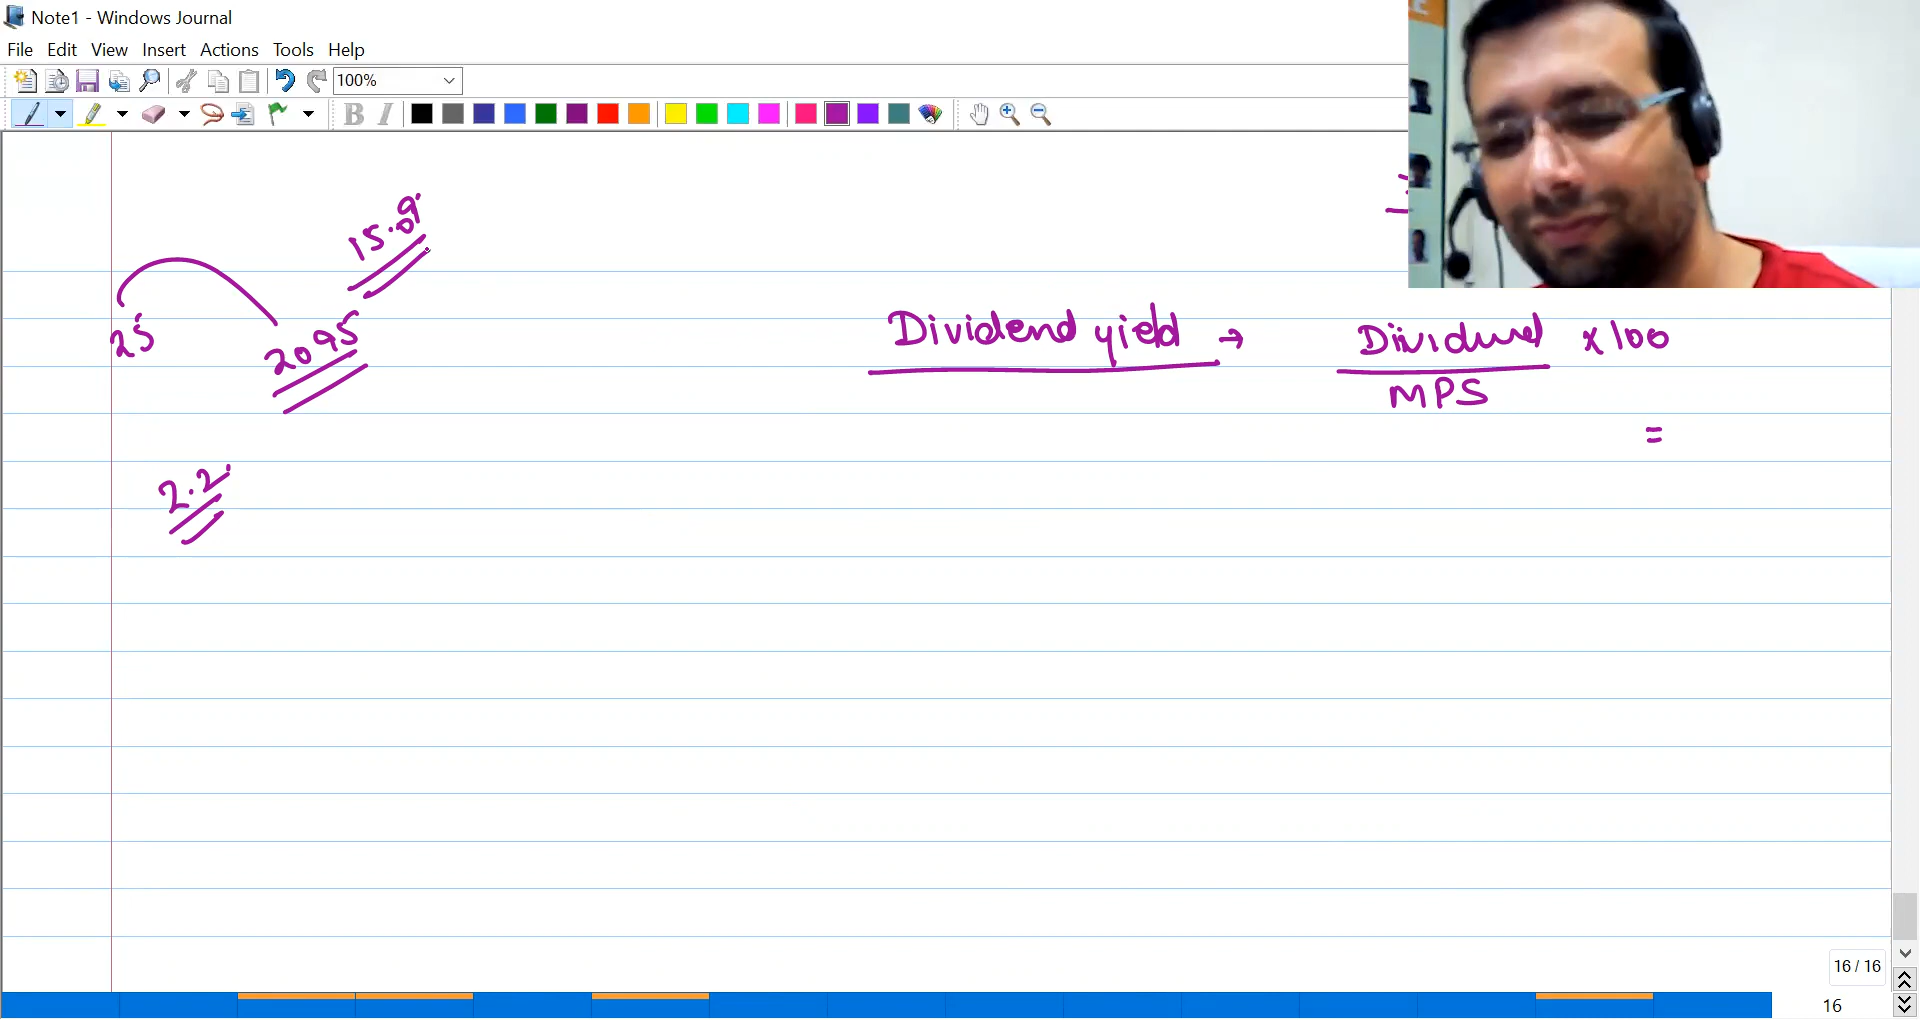 Note1 - Windows Journal
File Edit View Insert Actions Tools Help
100%
B I
15.09
25
2095
Dividend yield → Dividend × 100
MPS
=
2.2
16 / 16
16